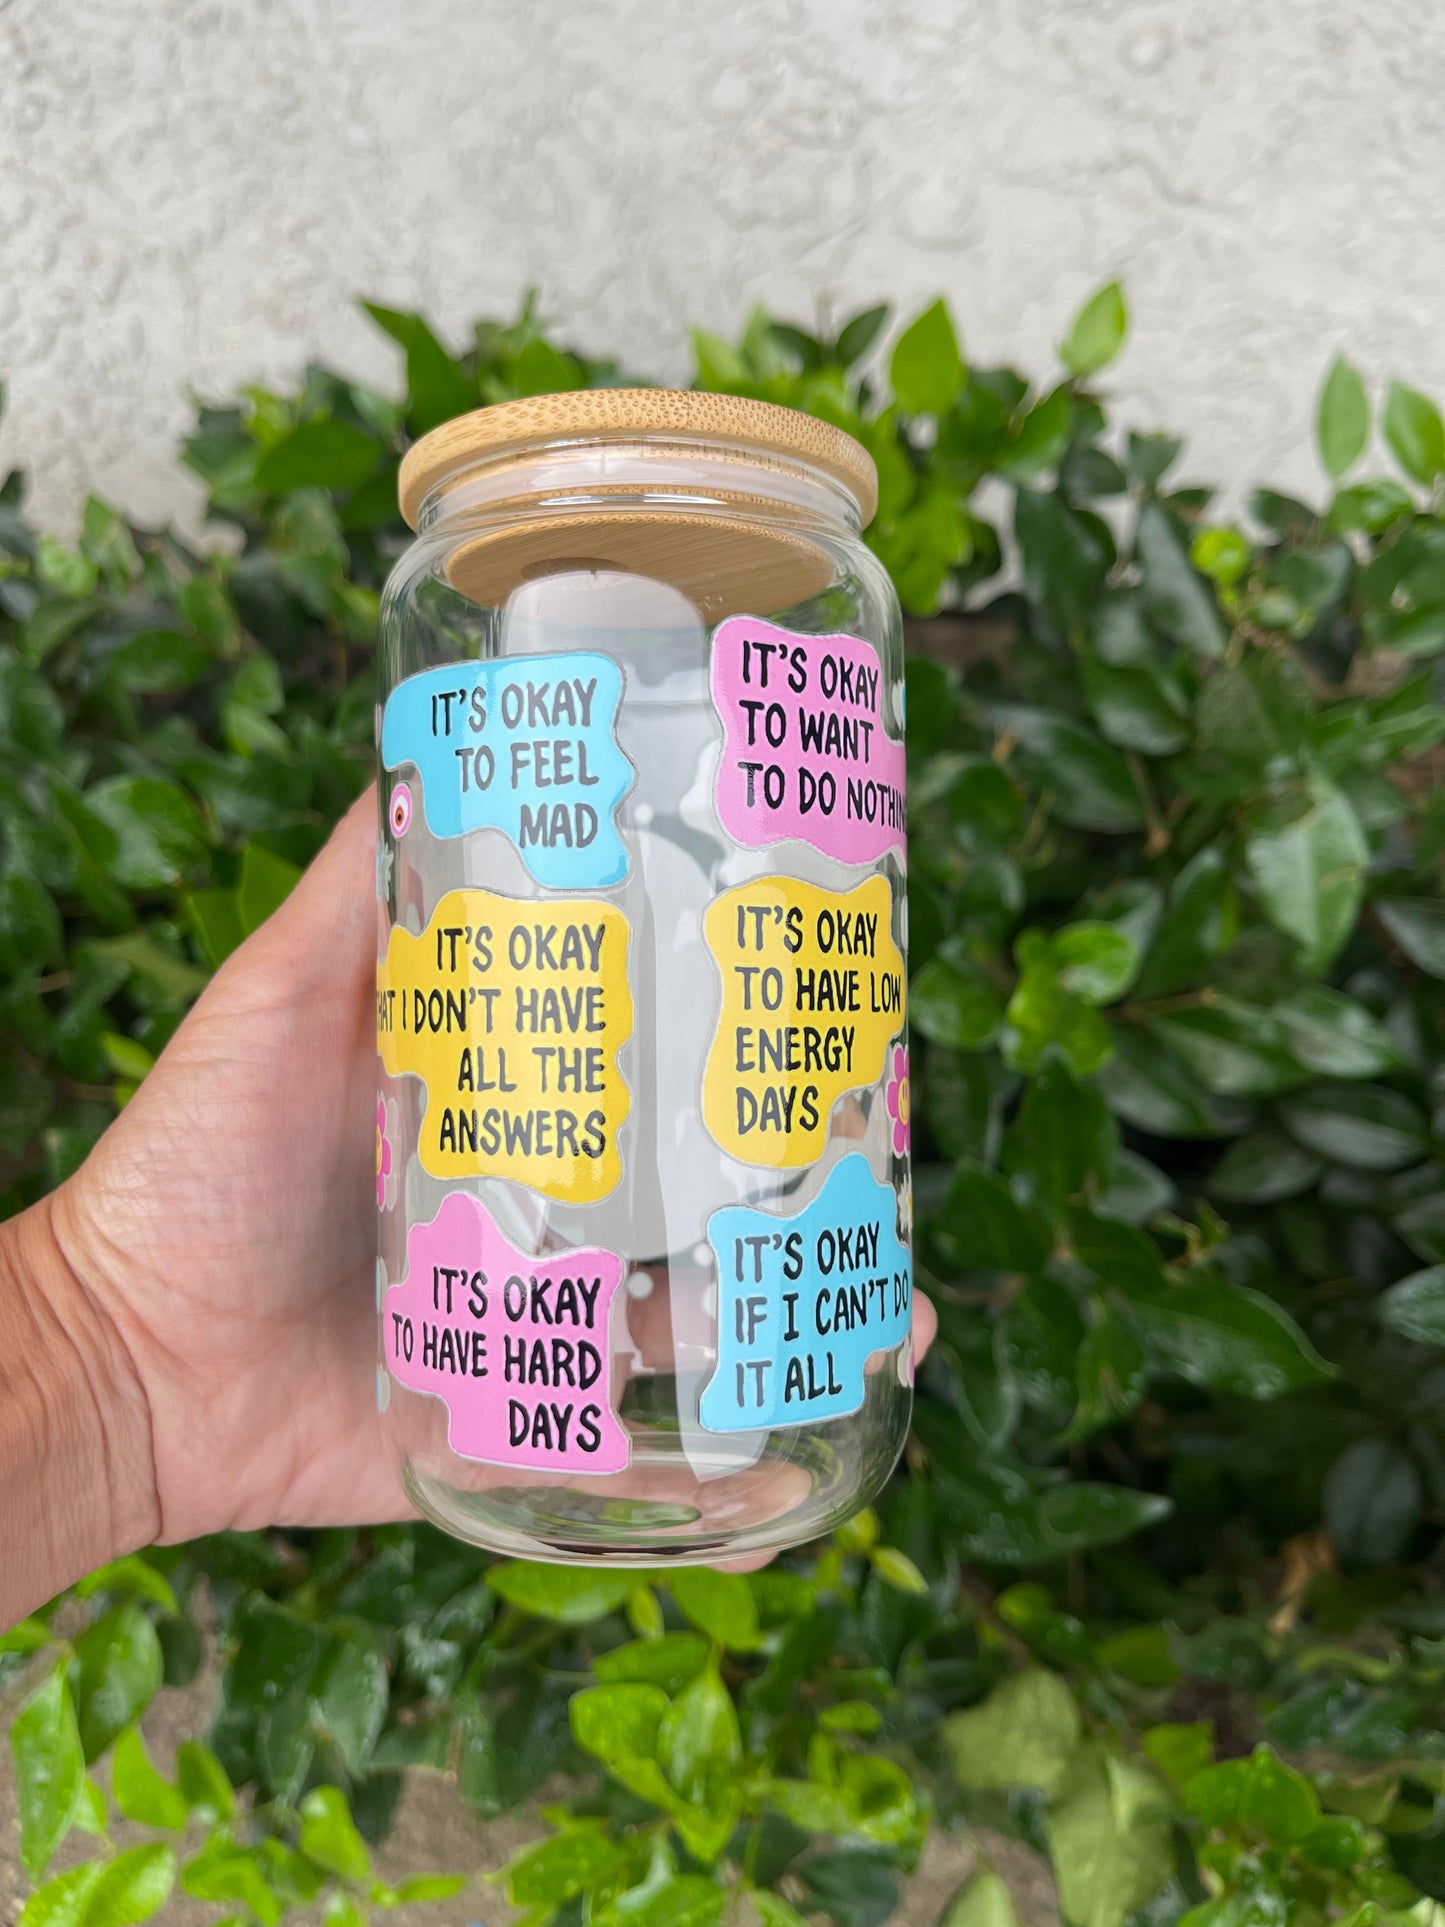 IT'S OKAY
TO FEEL
MAD
IT'S OKAY
I DON'T HAVE
ALL THE
ANSWERS
IT'S OKAY
TO HAVE HARD
DAYS
IT'S OKAY
TO WANT
TO DO NOTHIN
IT'S OKAY
TO HAVE LOW
ENERGY
DAYS
IT'S OKAY
IF I CAN'T DO
IT ALL